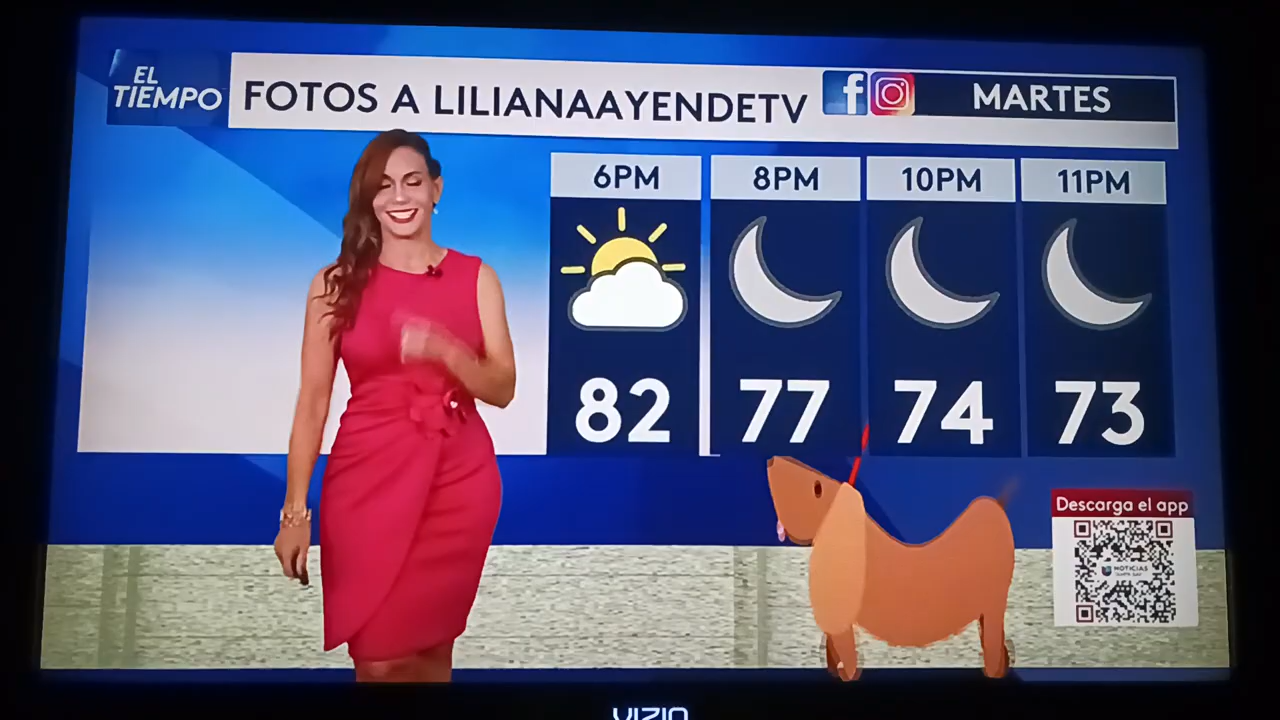 EL
TIEMPO
FOTOS A LILIANAAYENDETV
MARTES
6PM
8PM
10PM
11PM
82
77
74
73
Descarga el app
NOTICIAS
VIZIO